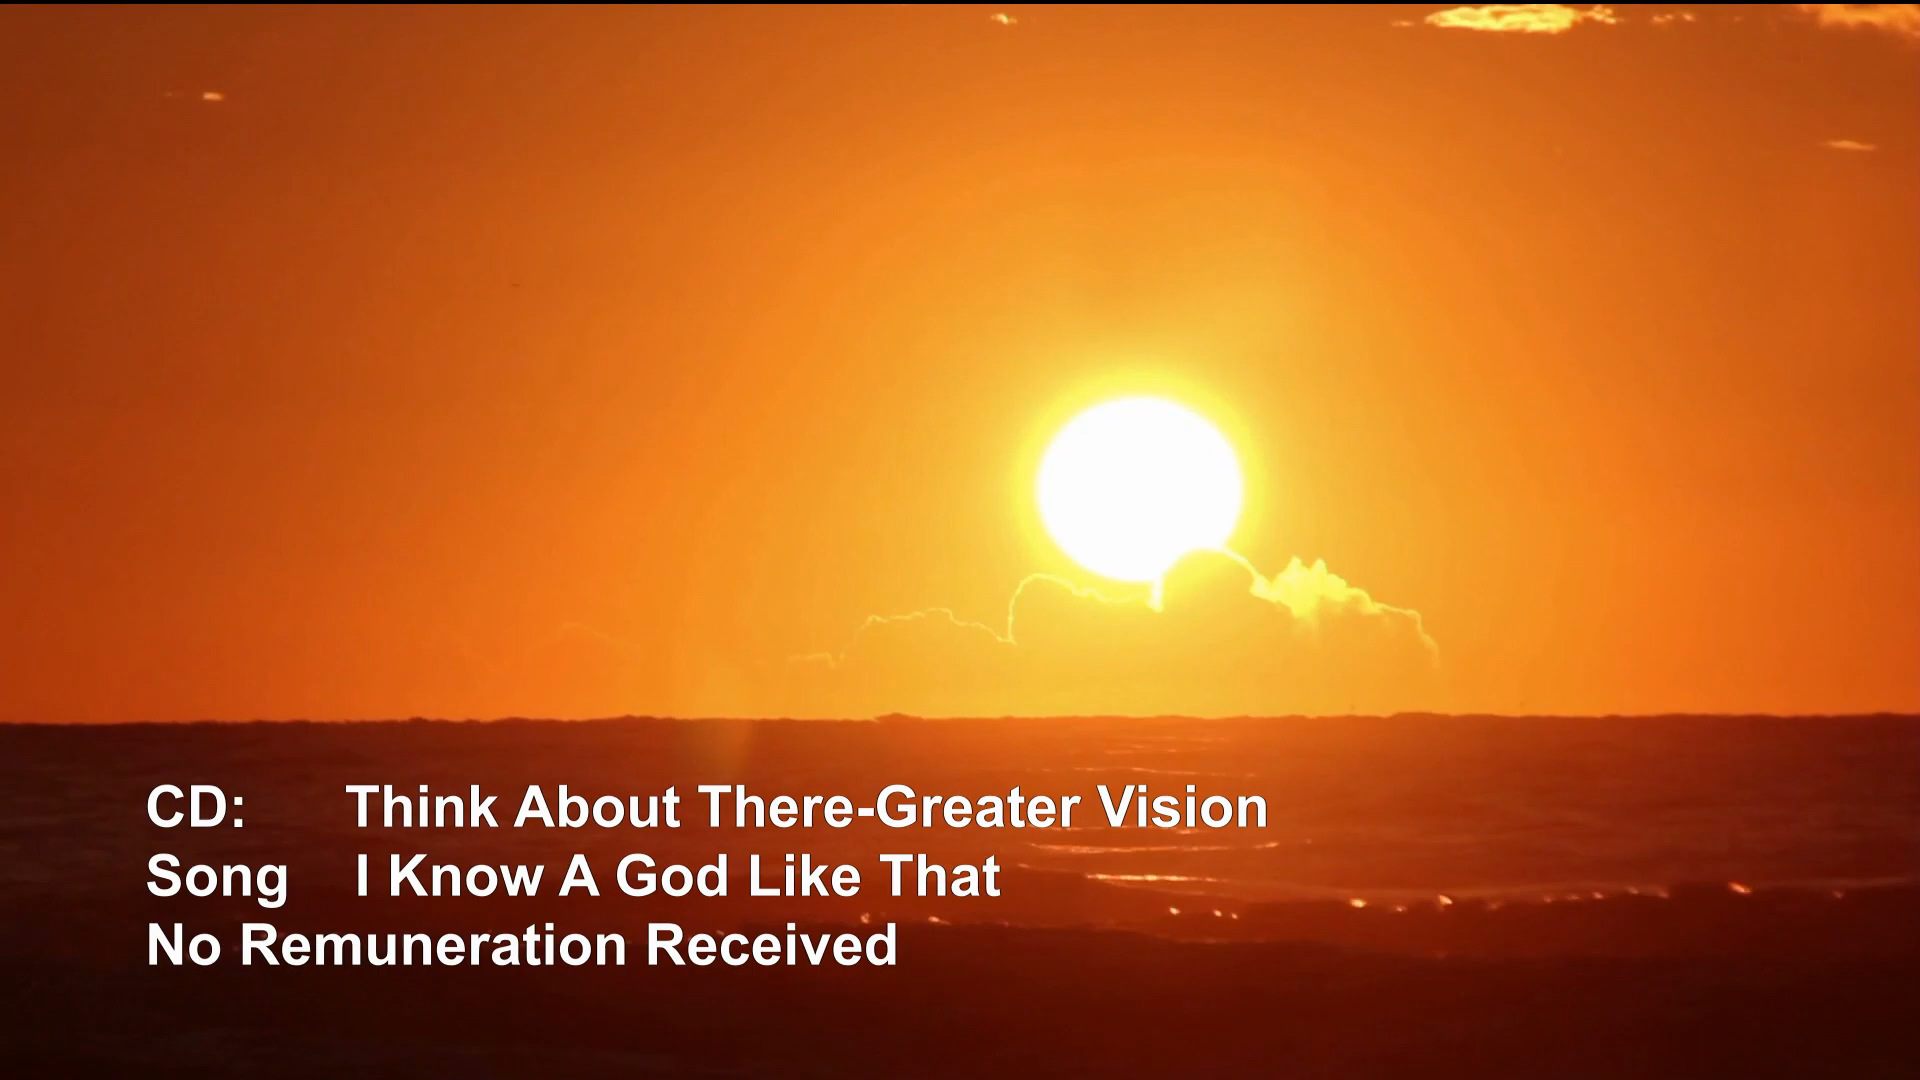 CD: Think About There-Greater Vision
Song I Know A God Like That
No Remuneration Received